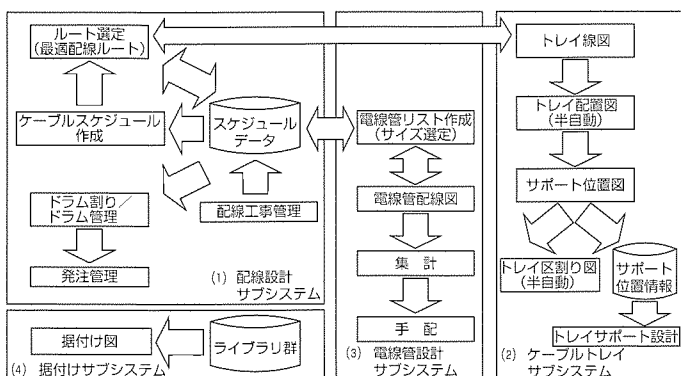 ルート選定
(最適配線ルート)
ケーブルスケジュール
作成
スケジュール
データ
ドラム割り／
ドラム管理
配線工事管理
発注管理
(1) 配線設計
サブシステム
据付け図
ライブラリ群
(4) 据付けサブシステム
電線管リスト作成
(サイズ選定)
電線管配線図
集 計
手 配
(3) 電線管設計
サブシステム
トレイ線図
トレイ配置図
(半自動)
サポート位置図
トレイ区割り図
(半自動)
サポート
位置情報
トレイサポート設計
(2) ケーブルトレイ
サブシステム